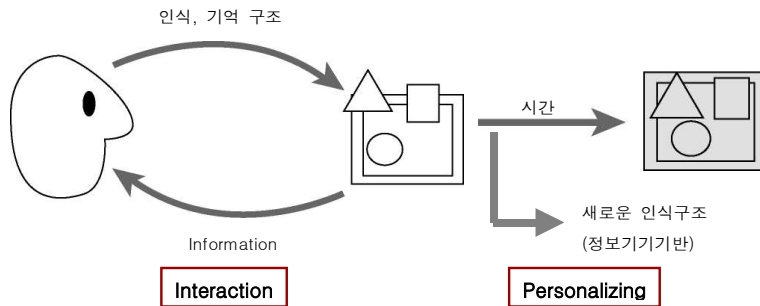 인식, 기억 구조
시간
새로운 인식구조
(정보기기기반)
Information
Interaction
Personalizing